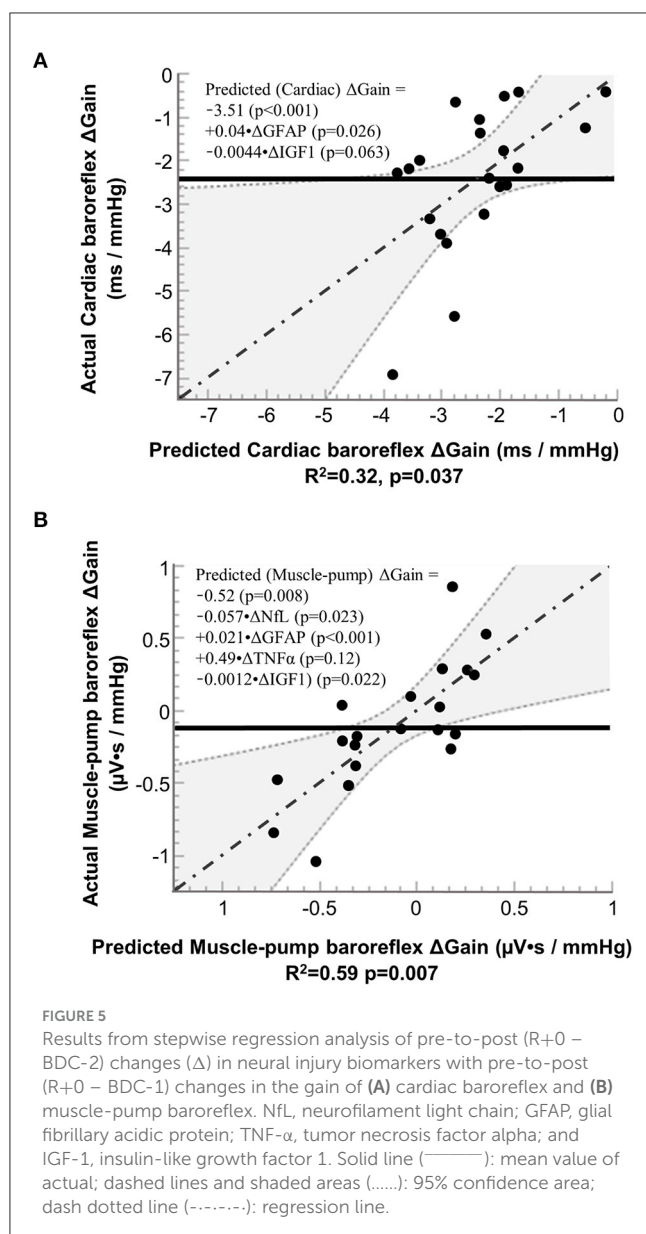 A
Predicted (Cardiac) ΔGain =
-3.51 (p<0.001)
+0.04•ΔGFAP (p=0.026)
-0.0044•ΔIGF1 (p=0.063)
Actual Cardiac baroreflex ΔGain
(ms / mmHg)
0
-1
-2
-3
-4
-5
-6
-7
-7 -6 -5 -4 -3 -2 -1 0
Predicted Cardiac baroreflex ΔGain (ms / mmHg)
R²=0.32, p=0.037
B
Predicted (Muscle-pump) ΔGain =
-0.52 (p=0.008)
-0.057•ΔNfL (p=0.023)
+0.021•ΔGFAP (p<0.001)
+0.49•ΔTNFα (p=0.12)
-0.0012•ΔIGF1) (p=0.022)
Actual Muscle-pump baroreflex ΔGain
(µV•s / mmHg)
1
0.5
0
-0.5
-1
1 -0.5 0 0.5 1
Predicted Muscle-pump baroreflex ΔGain (µV•s / mmHg)
R²=0.59 p=0.007
FIGURE 5
Results from stepwise regression analysis of pre-to-post (R+0 –
BDC-2) changes (Δ) in neural injury biomarkers with pre-to-post
(R+0 – BDC-1) changes in the gain of (A) cardiac baroreflex and (B)
muscle-pump baroreflex. NfL, neurofilament light chain; GFAP, glial
fibrillary acidic protein; TNF-α, tumor necrosis factor alpha; and
IGF-1, insulin-like growth factor 1. Solid line (———): mean value of
actual; dashed lines and shaded areas (......): 95% confidence area;
dash dotted line (-·-·-·-·): regression line.